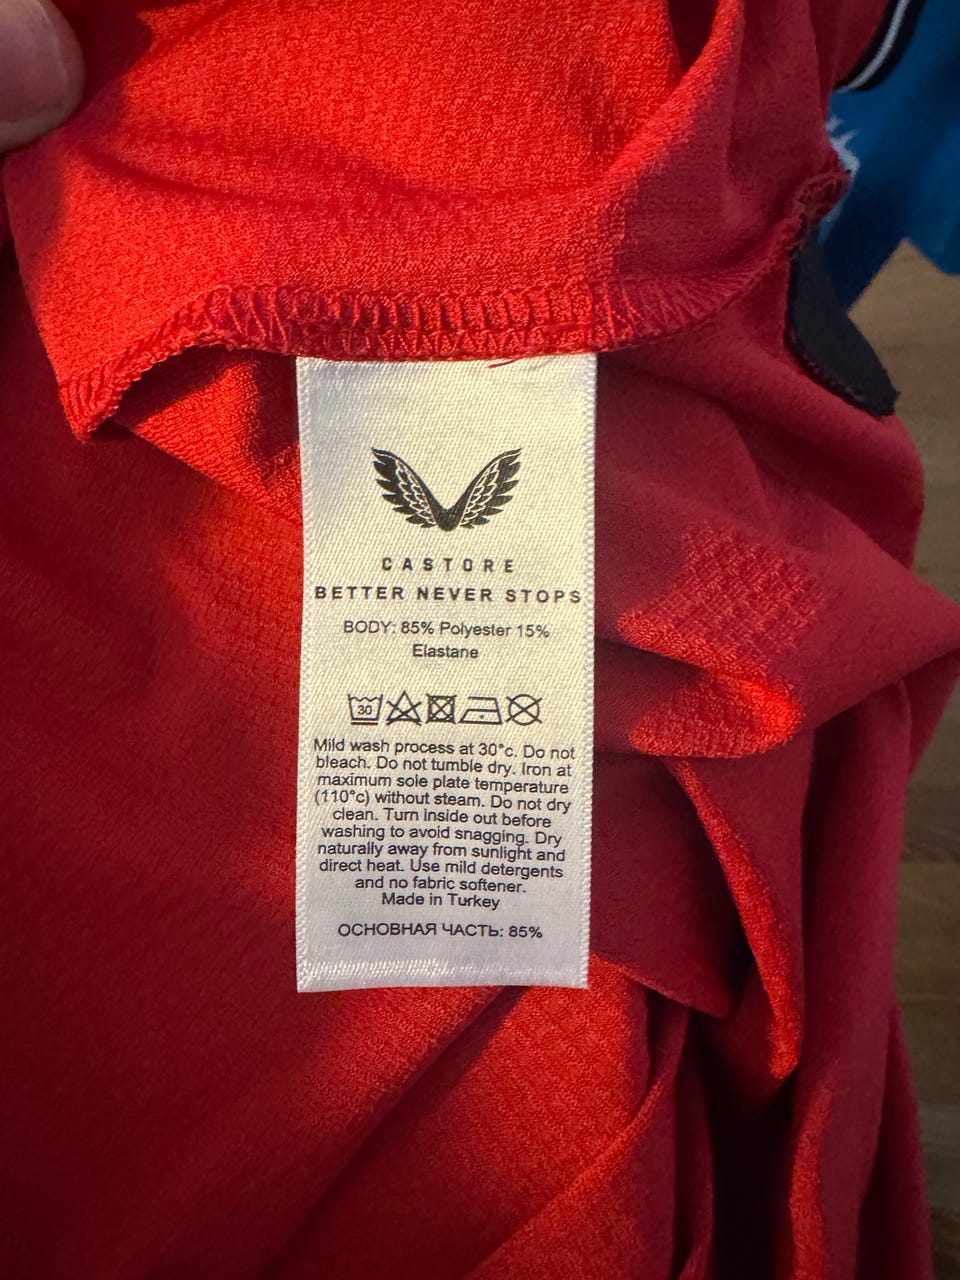 CASTORE
BETTER NEVER STOPS
BODY: 85% Polyester 15%
Elastane
30
Mild wash process at 30°c. Do not
bleach. Do not tumble dry. Iron at
maximum sole plate temperature
(110°c) without steam. Do not dry
clean. Turn inside out before
washing to avoid snagging. Dry
naturally away from sunlight and
direct heat. Use mild detergents
and no fabric softener.
Made in Turkey
ОСНОВНАЯ ЧАСТЬ: 85%